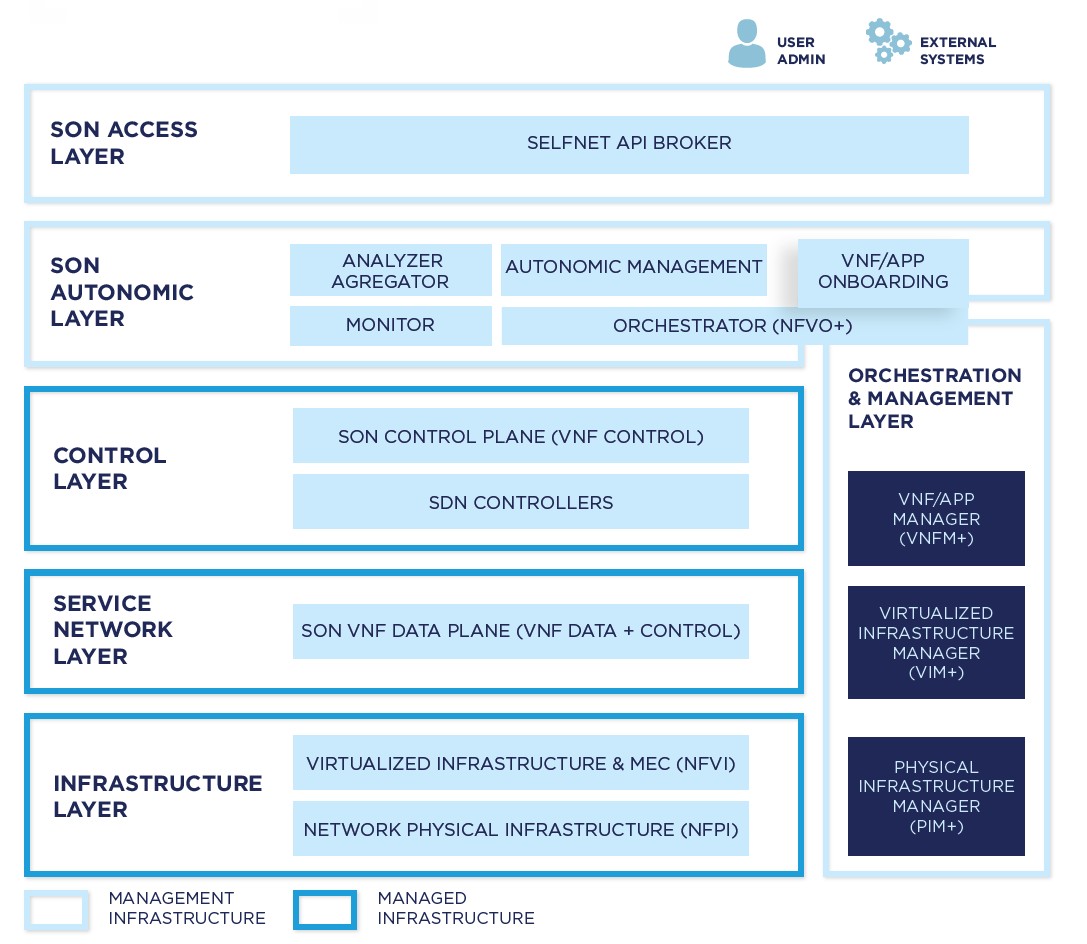 USER
ADMIN
EXTERNAL
SYSTEMS
SON ACCESS
LAYER
SELFNET API BROKER
SON
AUTONOMIC
LAYER
ANALYZER
AGREGATOR
AUTONOMIC MANAGEMENT
VNF/APP
ONBOARDING
MONITOR
ORCHESTRATOR (NFVO+)
ORCHESTRATION
& MANAGEMENT
LAYER
CONTROL
LAYER
SON CONTROL PLANE (VNF CONTROL)
SDN CONTROLLERS
VNF/APP
MANAGER
(VNFM+)
SERVICE
NETWORK
LAYER
SON VNF DATA PLANE (VNF DATA + CONTROL)
VIRTUALIZED
INFRASTRUCTURE
MANAGER
(VIM+)
INFRASTRUCTURE
LAYER
VIRTUALIZED INFRASTRUCTURE & MEC (NFVI)
NETWORK PHYSICAL INFRASTRUCTURE (NFPI)
PHYSICAL
INFRASTRUCTURE
MANAGER
(PIM+)
MANAGEMENT
INFRASTRUCTURE
MANAGED
INFRASTRUCTURE